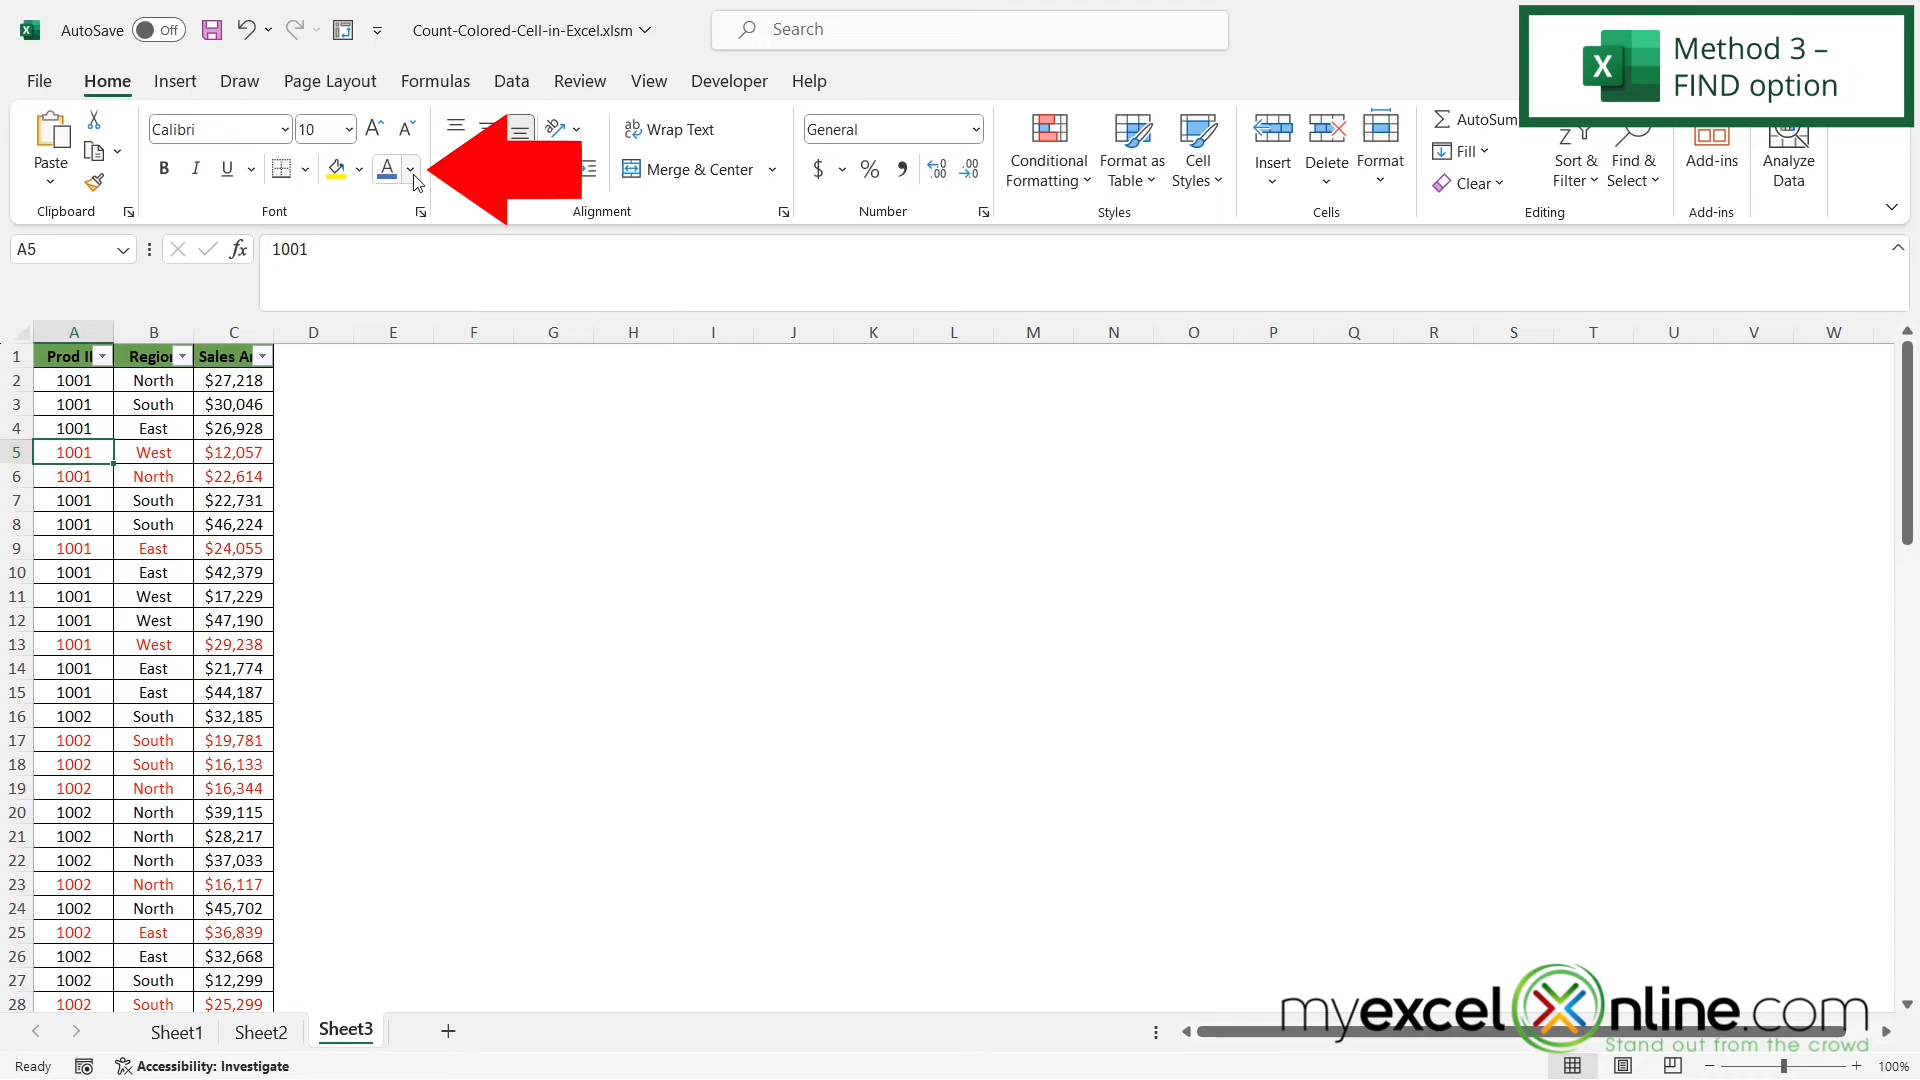 AutoSave Off Count-Colored-Cell-in-Excel.xlsm Search
Method 3 –
FIND option
File Home Insert Draw Page Layout Formulas Data Review View Developer Help
Paste
Clipboard
Calibri 10
B I U A
Font
Wrap Text
Merge & Center
Alignment
General
$ % , .00
Number
Conditional Formatting
Format as Table
Cell Styles
Styles
Insert Delete Format
Cells
AutoSum
Fill
Clear
Sort & Filter
Find & Select
Editing
Add-ins
Add-ins
Analyze Data
A5 fx 1001
A B C D E F G H I J K L M N O P Q R S T U V W
1 Prod I Region Sales A
2 1001 North $27,218
3 1001 South $30,046
4 1001 East $26,928
5 1001 West $12,057
6 1001 North $22,614
7 1001 South $22,731
8 1001 South $46,224
9 1001 East $24,055
10 1001 East $42,379
11 1001 West $17,229
12 1001 West $47,190
13 1001 West $29,238
14 1001 East $21,774
15 1001 East $44,187
16 1002 South $32,185
17 1002 South $19,781
18 1002 South $16,133
19 1002 North $16,344
20 1002 North $39,115
21 1002 North $28,217
22 1002 North $37,033
23 1002 North $16,117
24 1002 North $45,702
25 1002 East $36,839
26 1002 East $32,668
27 1002 South $12,299
28 1002 South $25,299
myexcelonline.com
Stand out from the crowd
Sheet1 Sheet2 Sheet3
Ready Accessibility: Investigate 100%